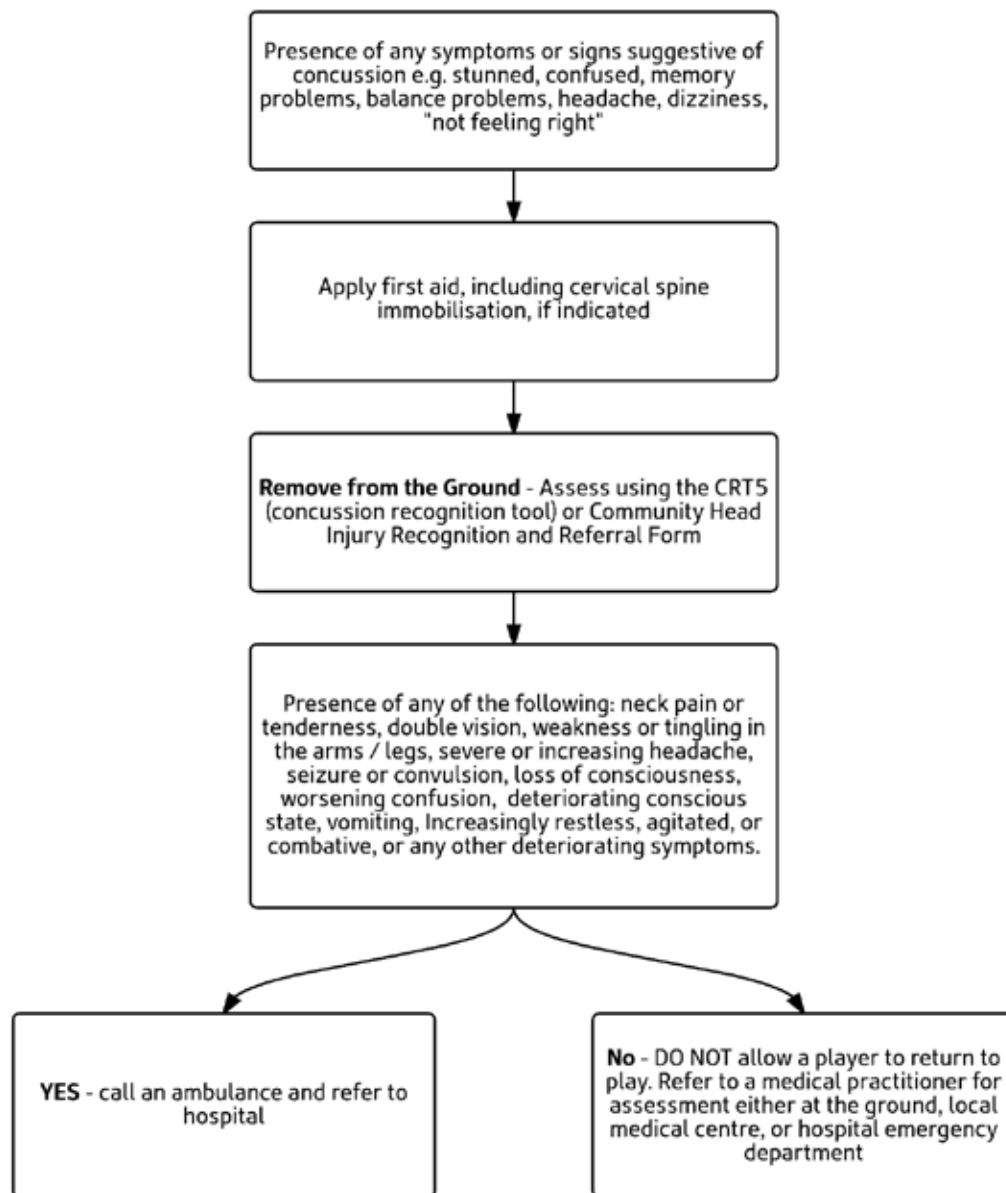 Presence of any symptoms or signs suggestive of
concussion e.g. stunned, confused, memory
problems, balance problems, headache, dizziness,
"not feeling right"
Apply first aid, including cervical spine
immobilisation, if indicated
Remove from the Ground - Assess using the CRT5
(concussion recognition tool) or Community Head
Injury Recognition and Referral Form
Presence of any of the following: neck pain or
tenderness, double vision, weakness or tingling in
the arms / legs, severe or increasing headache,
seizure or convulsion, loss of consciousness,
worsening confusion, deteriorating conscious
state, vomiting, Increasingly restless, agitated, or
combative, or any other deteriorating symptoms.
YES - call an ambulance and refer to
hospital
No - DO NOT allow a player to return to
play. Refer to a medical practitioner for
assessment either at the ground, local
medical centre, or hospital emergency
department